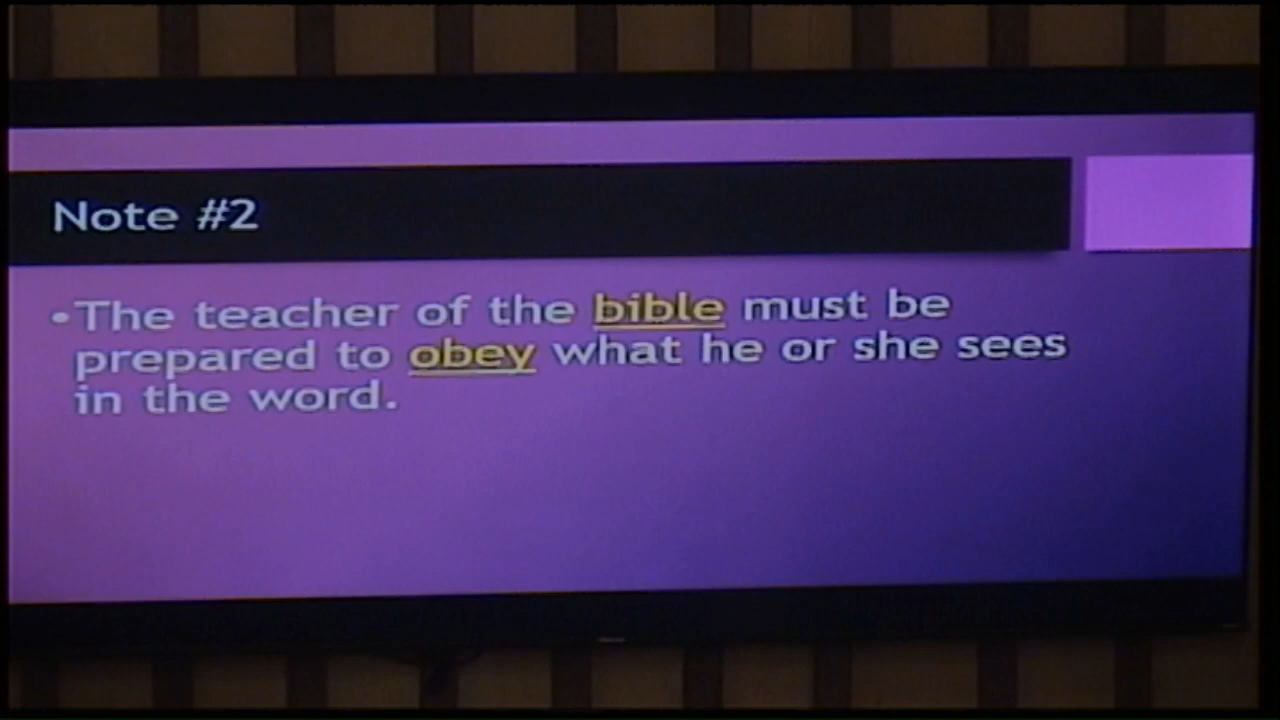 Note #2
•The teacher of the bible must be
prepared to obey what he or she sees
in the word.